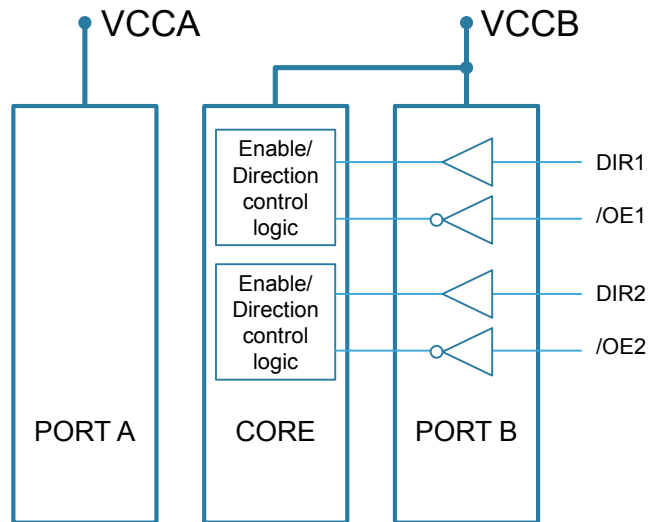 VCCA
VCCB
Enable/
Direction
control
logic
DIR1
/OE1
Enable/
Direction
control
logic
DIR2
/OE2
PORT A
CORE
PORT B